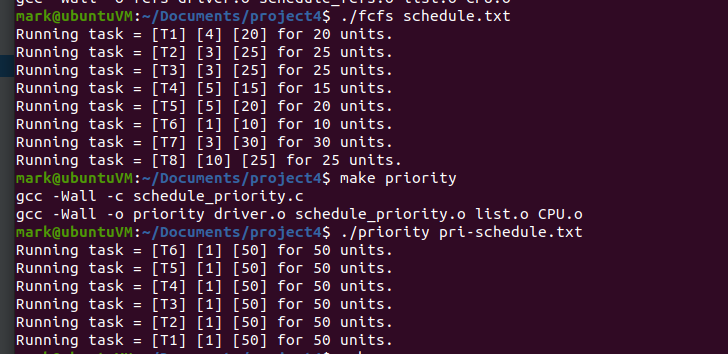 gcc -Wall -o fcfs driver.o schedule_fcfs.o list.o CPU.o
mark@ubuntuVM:~/Documents/project4$ ./fcfs schedule.txt
Running task = [T1] [4] [20] for 20 units.
Running task = [T2] [3] [25] for 25 units.
Running task = [T3] [3] [25] for 25 units.
Running task = [T4] [5] [15] for 15 units.
Running task = [T5] [5] [20] for 20 units.
Running task = [T6] [1] [10] for 10 units.
Running task = [T7] [3] [30] for 30 units.
Running task = [T8] [10] [25] for 25 units.
mark@ubuntuVM:~/Documents/project4$ make priority
gcc -Wall -c schedule_priority.c
gcc -Wall -o priority driver.o schedule_priority.o list.o CPU.o
mark@ubuntuVM:~/Documents/project4$ ./priority pri-schedule.txt
Running task = [T6] [1] [50] for 50 units.
Running task = [T5] [1] [50] for 50 units.
Running task = [T4] [1] [50] for 50 units.
Running task = [T3] [1] [50] for 50 units.
Running task = [T2] [1] [50] for 50 units.
Running task = [T1] [1] [50] for 50 units.